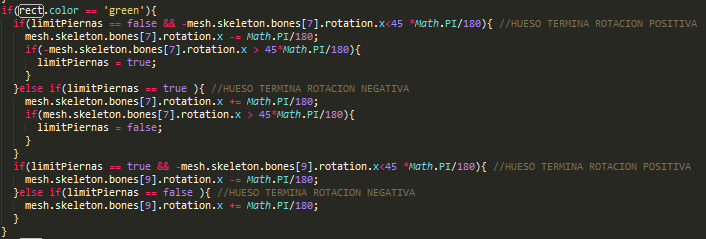 if(rect.color == 'green'){
if(limitPiernas == false && -mesh.skeleton.bones[7].rotation.x<45 *Math.PI/180){ //HUESO TERMINA ROTACION POSITIVA
mesh.skeleton.bones[7].rotation.x -= Math.PI/180;
if(-mesh.skeleton.bones[7].rotation.x > 45*Math.PI/180){
limitPiernas = true;
}
}else if(limitPiernas == true ){ //HUESO TERMINA ROTACION NEGATIVA
mesh.skeleton.bones[7].rotation.x += Math.PI/180;
if(mesh.skeleton.bones[7].rotation.x > 45*Math.PI/180){
limitPiernas = false;
}
}
if(limitPiernas == true && -mesh.skeleton.bones[9].rotation.x<45 *Math.PI/180){ //HUESO TERMINA ROTACION POSITIVA
mesh.skeleton.bones[9].rotation.x -= Math.PI/180;
}else if(limitPiernas == false ){ //HUESO TERMINA ROTACION NEGATIVA
mesh.skeleton.bones[9].rotation.x += Math.PI/180;
}
}